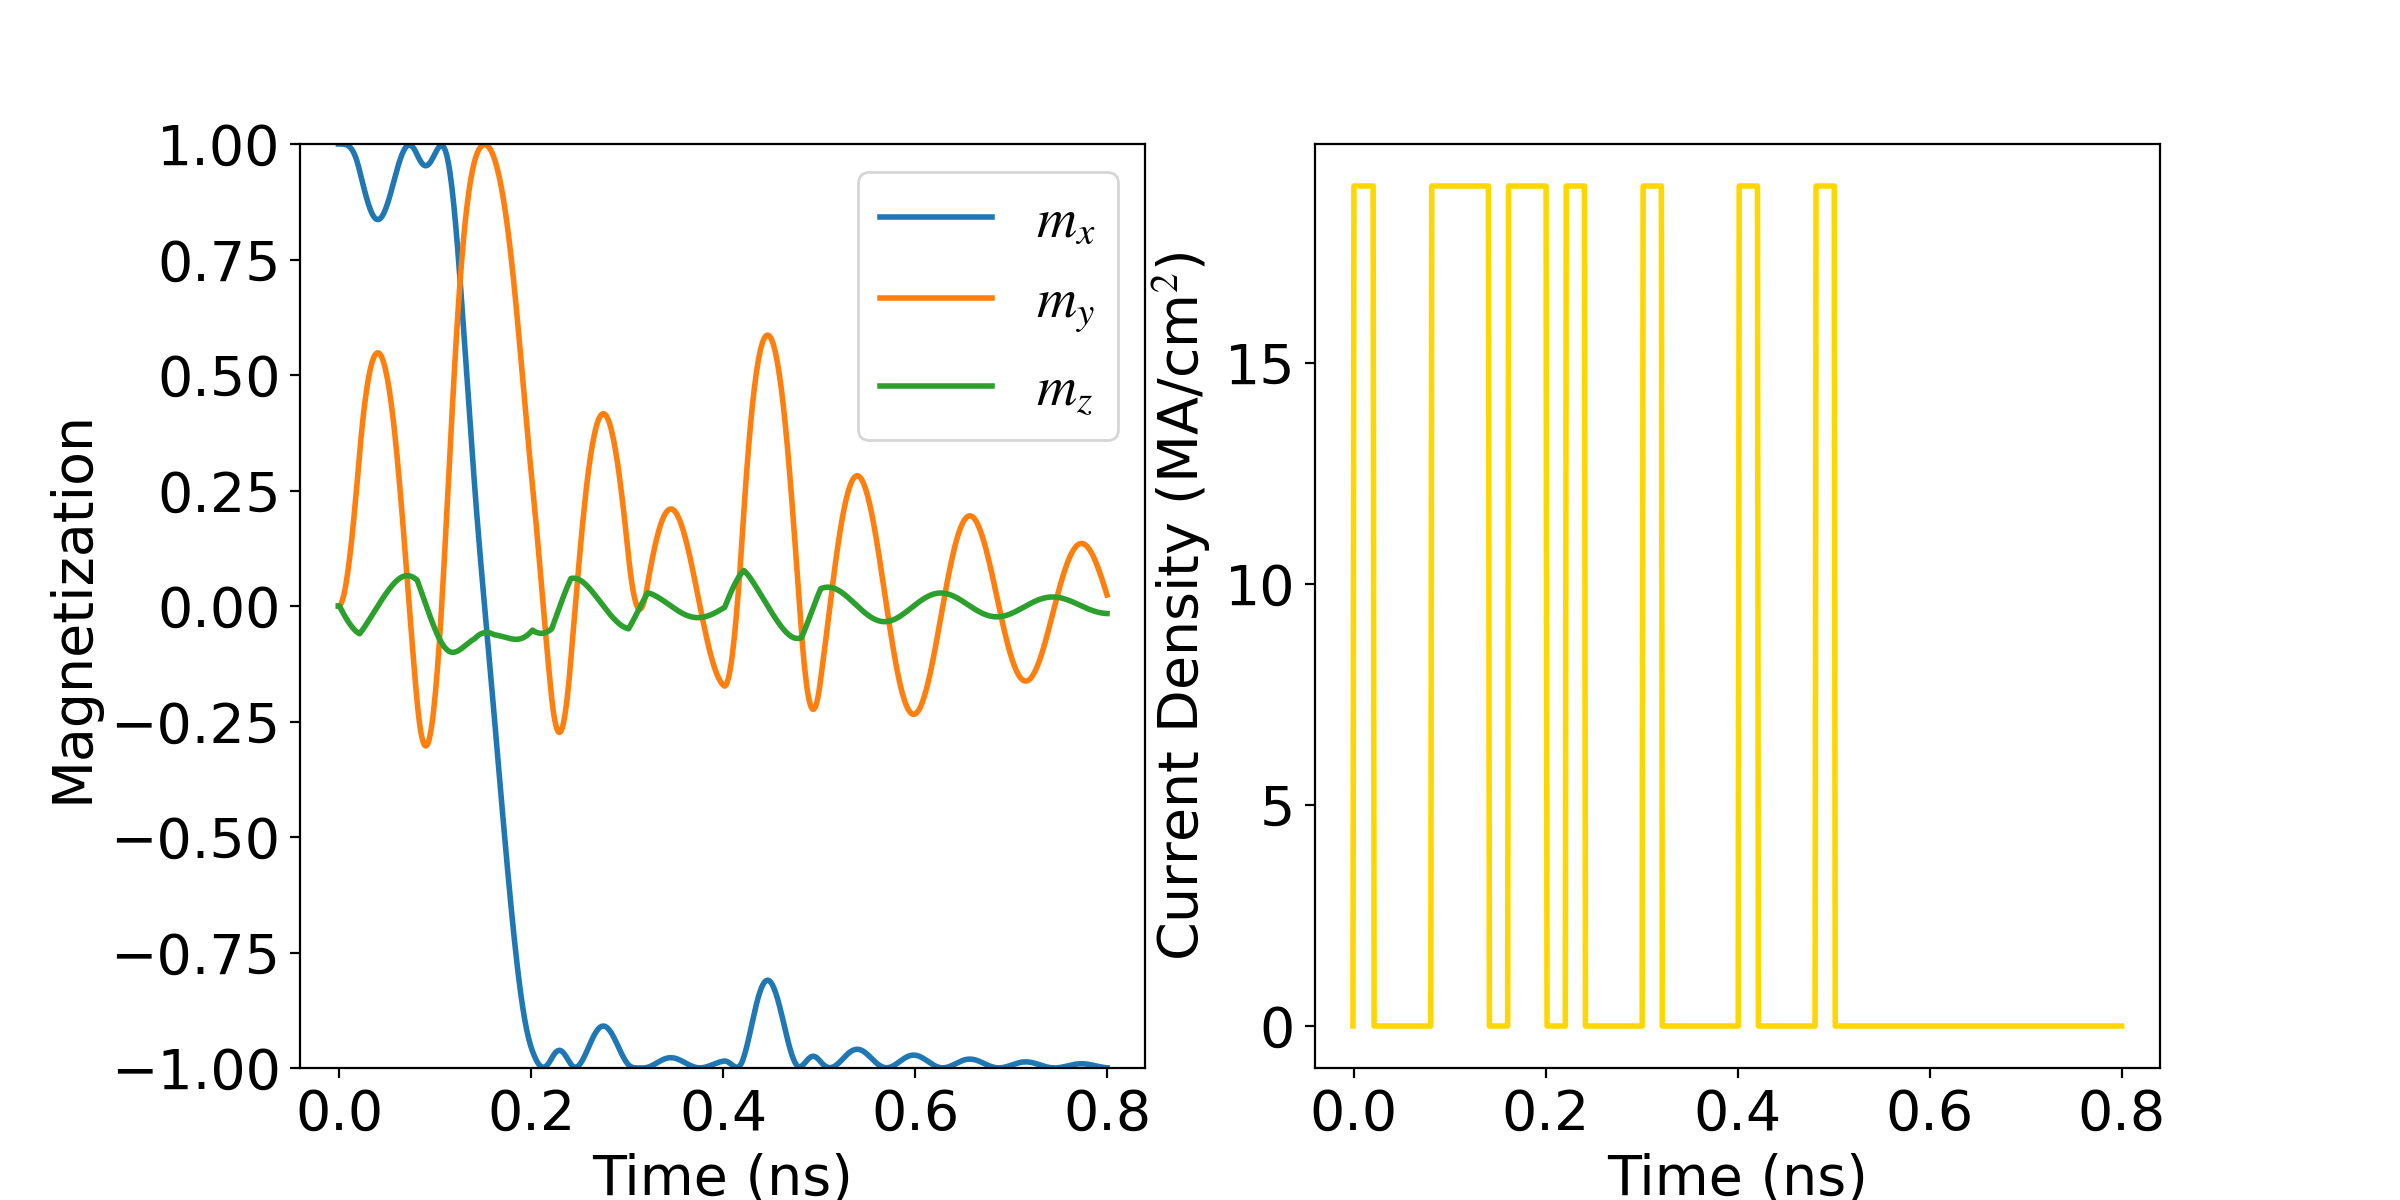 1.00
0.75
0.50
0.25
0.00
−0.25
−0.50
−0.75
−1.00
Magnetization
0.0 0.2 0.4 0.6 0.8
Time (ns)
m_x
m_y
m_z
Current Density (MA/cm²)
15
10
5
0
0.0 0.2 0.4 0.6 0.8
Time (ns)